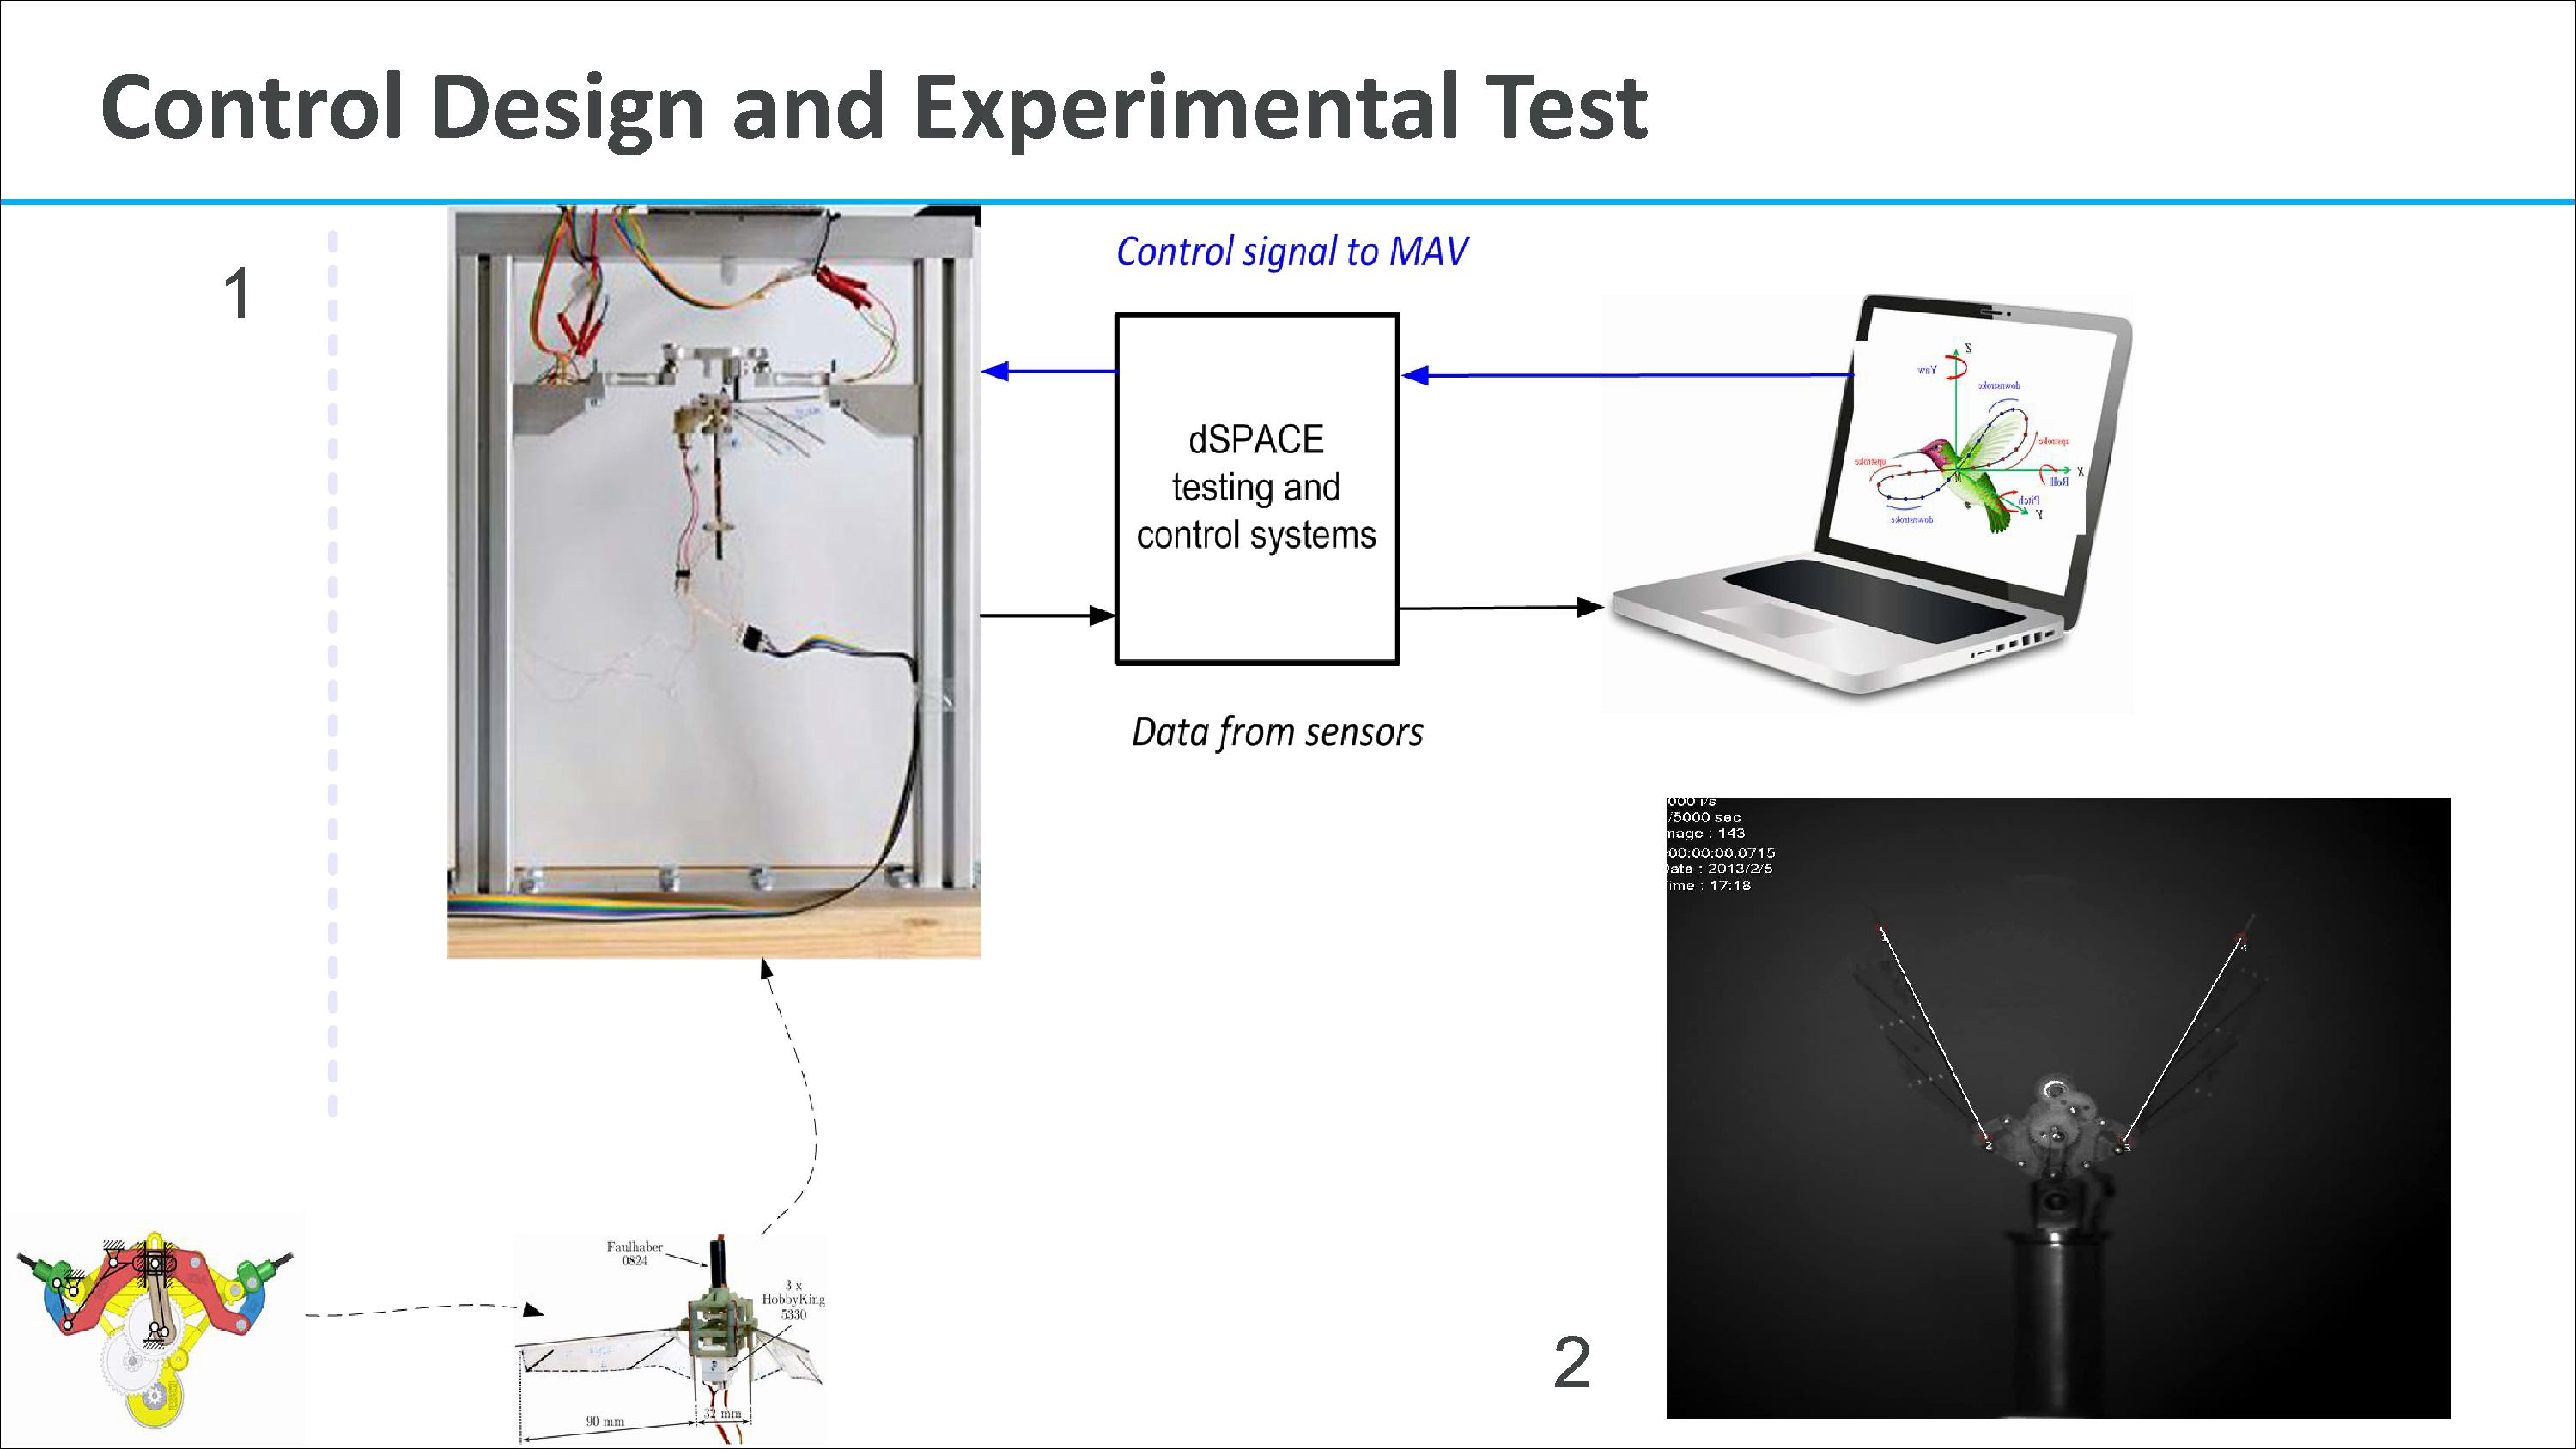 Control Design and Experimental Test
1
Control signal to MAV
dSPACE
testing and
control systems
Data from sensors
Z
Yaw
downstroke
upstroke
upstroke
X
Roll
Pitch
Y
downstroke
000 f/s
/5000 sec
mage : 143
00:00:00.0715
Date : 2013/2/5
ime : 17:18
1
4
2
3
Faulhaber
0824
3 x
HobbyKing
5330
90 mm
32 mm
2